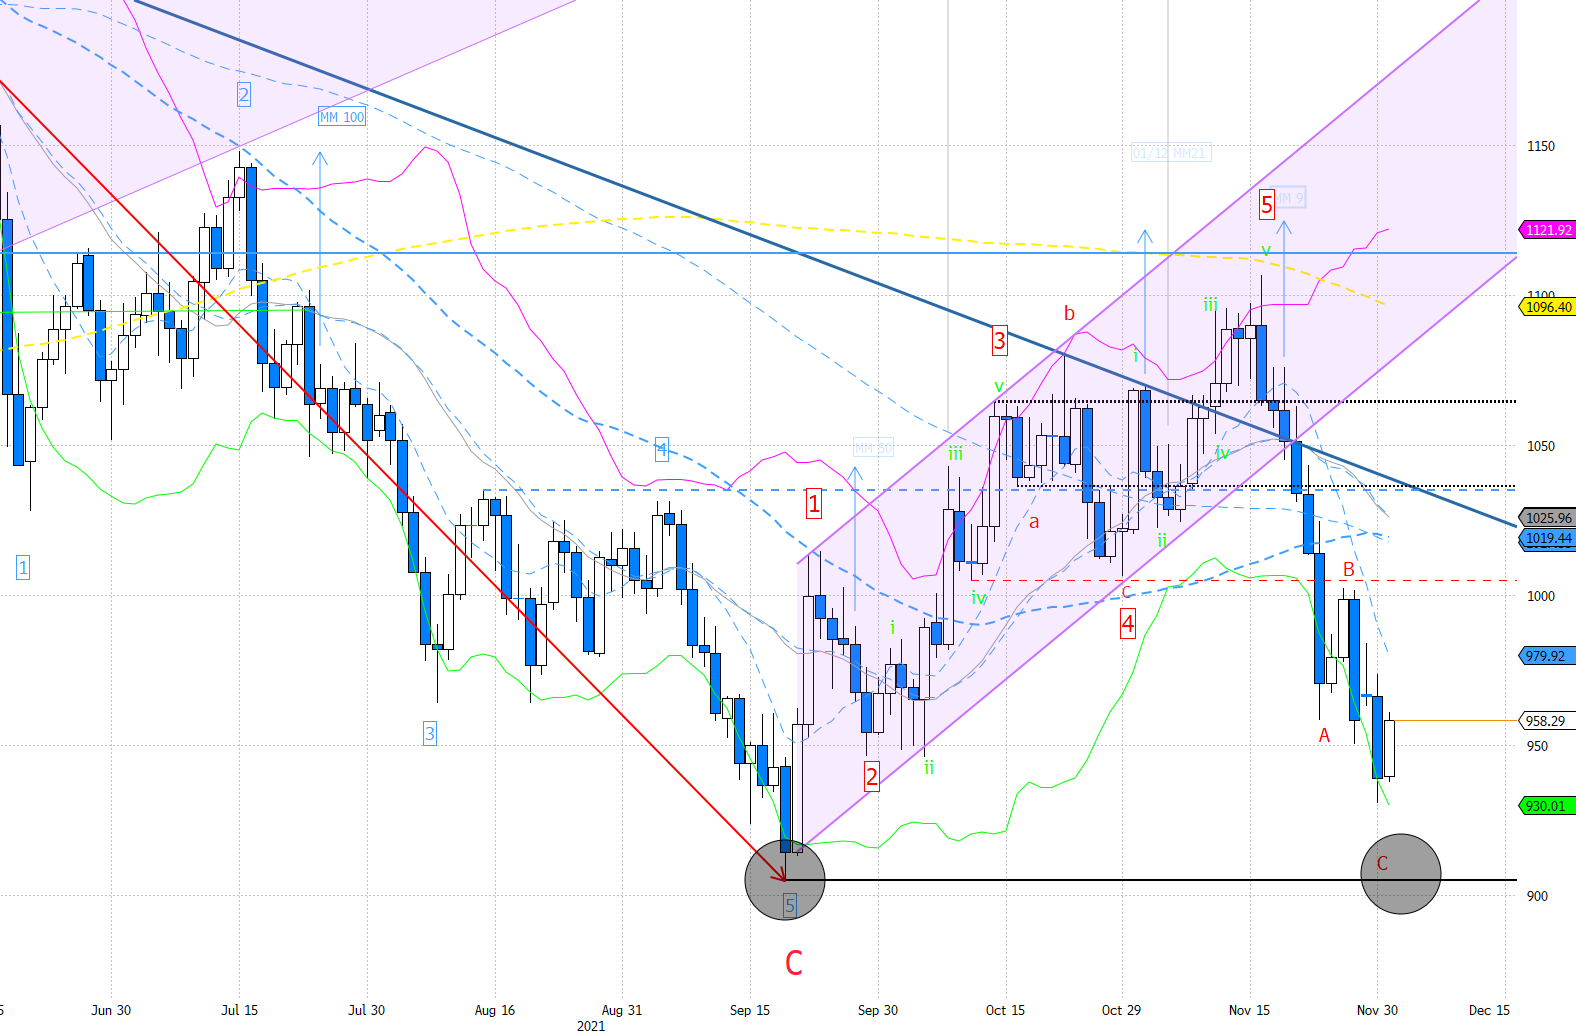 2
MM 100
01/12 MM21
1150
5
MM 9
1121.92
v
iii
1100
1096.40
b
3
i
v
4
MM 50
iii
iv
1050
1
a
1025.96
1019.44
ii
1
B
1000
iv
c
4
i
979.92
3
A
958.29
950
ii
2
930.01
C
5
900
C
5
Jun 30
Jul 15
Jul 30
Aug 16
Aug 31
Sep 15
Sep 30
Oct 15
Oct 29
Nov 15
Nov 30
Dec 15
2021